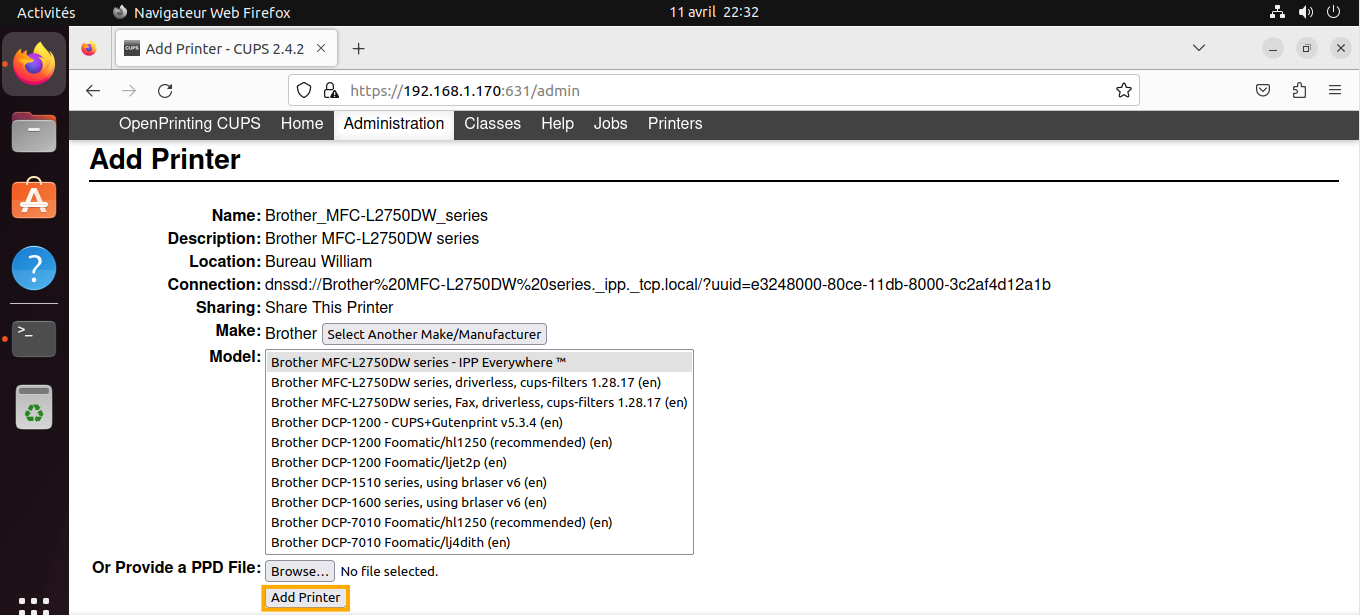 Activités Navigateur Web Firefox 11 avril 22:32
CUPS Add Printer - CUPS 2.4.2
https://192.168.1.170:631/admin
OpenPrinting CUPS Home Administration Classes Help Jobs Printers
Add Printer
Name: Brother_MFC-L2750DW_series
Description: Brother MFC-L2750DW series
Location: Bureau William
Connection: dnssd://Brother%20MFC-L2750DW%20series._ipp._tcp.local/?uuid=e3248000-80ce-11db-8000-3c2af4d12a1b
Sharing: Share This Printer
Make: Brother Select Another Make/Manufacturer
Model:
Brother MFC-L2750DW series - IPP Everywhere ™
Brother MFC-L2750DW series, driverless, cups-filters 1.28.17 (en)
Brother MFC-L2750DW series, Fax, driverless, cups-filters 1.28.17 (en)
Brother DCP-1200 - CUPS+Gutenprint v5.3.4 (en)
Brother DCP-1200 Foomatic/hl1250 (recommended) (en)
Brother DCP-1200 Foomatic/ljet2p (en)
Brother DCP-1510 series, using brlaser v6 (en)
Brother DCP-1600 series, using brlaser v6 (en)
Brother DCP-7010 Foomatic/hl1250 (recommended) (en)
Brother DCP-7010 Foomatic/lj4dith (en)
Or Provide a PPD File: Browse... No file selected.
Add Printer